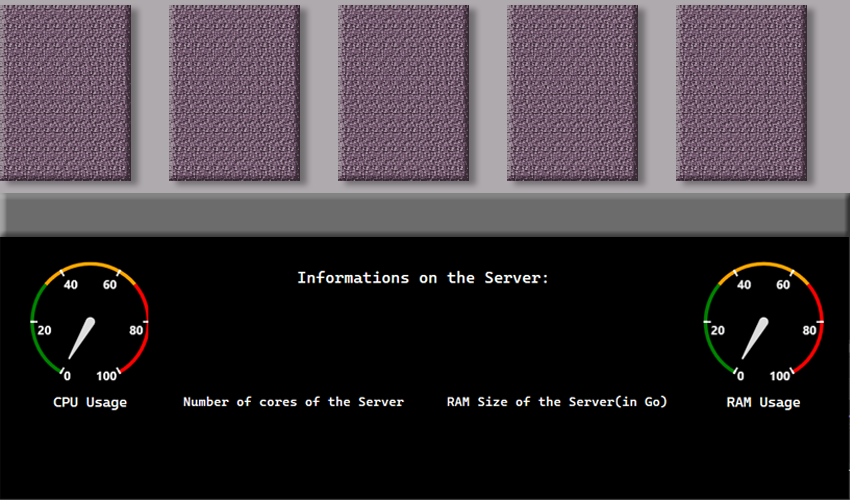 Informations on the Server:
40 60
20 80
0 100
CPU Usage
Number of cores of the Server
RAM Size of the Server(in Go)
40 60
20 80
0 100
RAM Usage